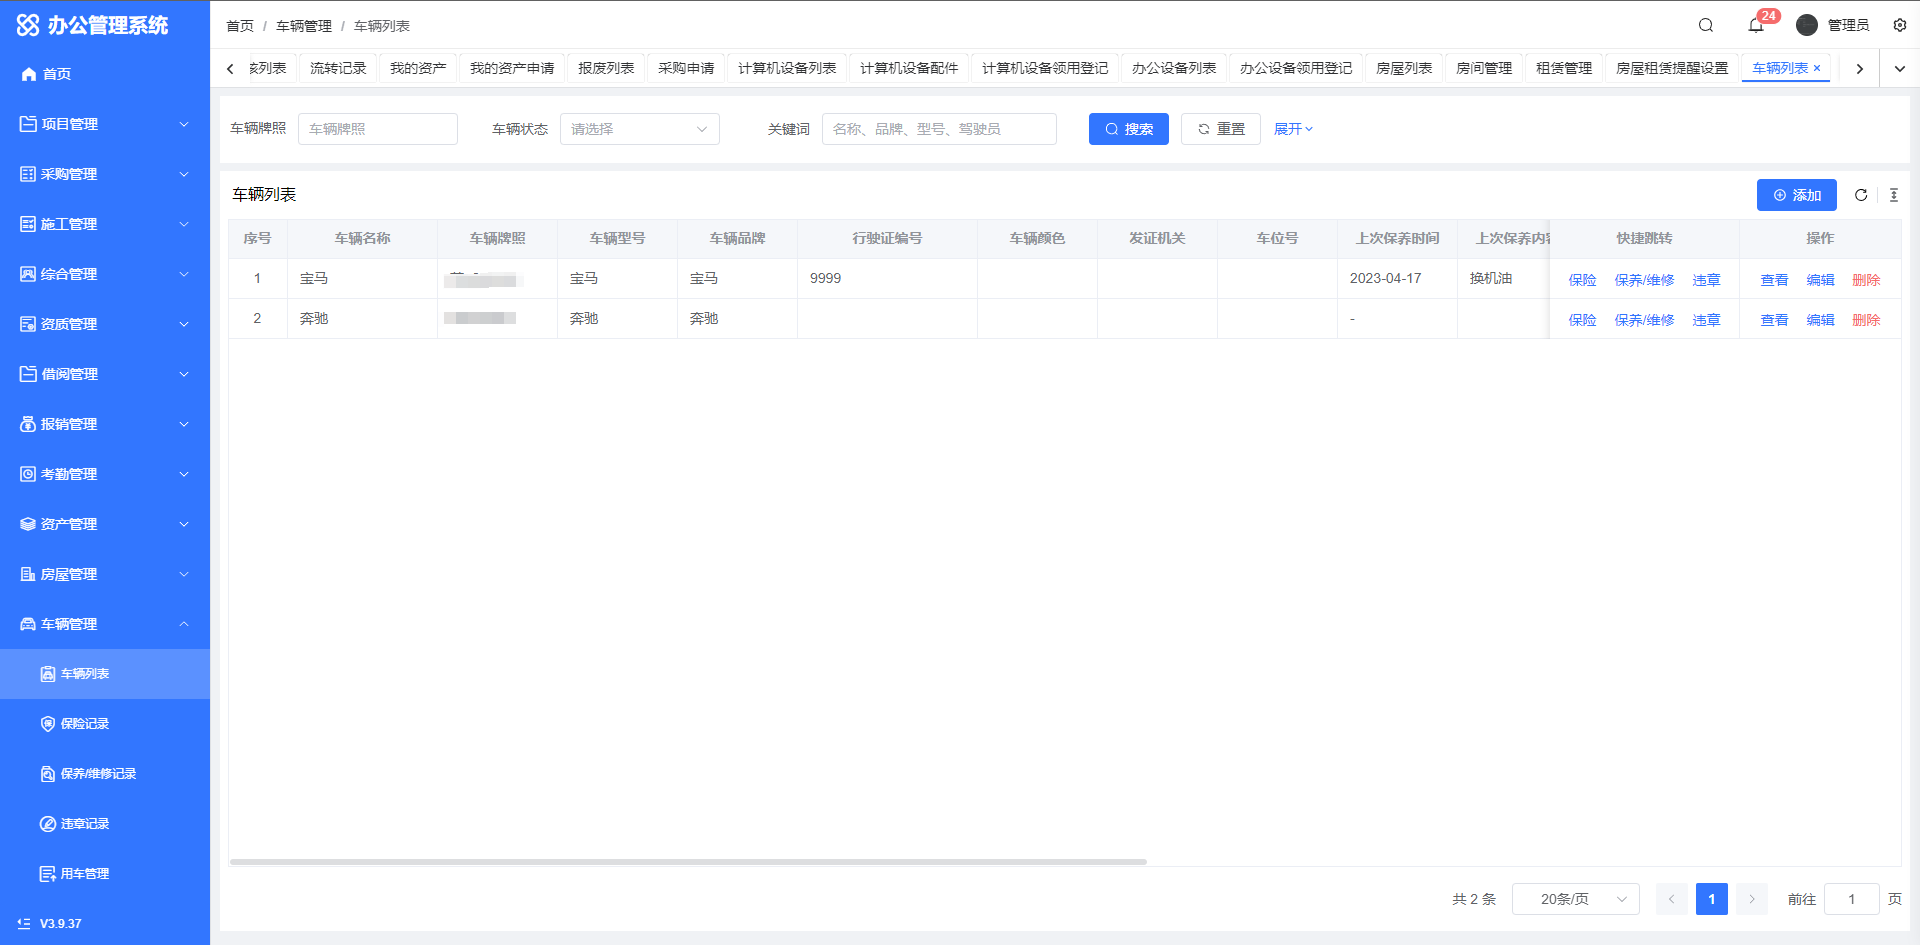 办公管理系统
首页
项目管理
采购管理
施工管理
综合管理
资质管理
借阅管理
报销管理
考勤管理
资产管理
房屋管理
车辆管理
车辆列表
保险记录
保养/维修记录
违章记录
用车管理
V3.9.37
首页 / 车辆管理 / 车辆列表
24
管理员
列表 流转记录 我的资产 我的资产申请 报废列表 采购申请 计算机设备列表 计算机设备配件 计算机设备领用登记 办公设备列表 办公设备领用登记 房屋列表 房间管理 租赁管理 房屋租赁提醒设置 车辆列表 ×
车辆牌照 车辆牌照 车辆状态 请选择 关键词 名称、品牌、型号、驾驶员 搜索 重置 展开
车辆列表 添加
序号 车辆名称 车辆牌照 车辆型号 车辆品牌 行驶证编号 车辆颜色 发证机关 车位号 上次保养时间 上次保养内容 快捷跳转 操作
1 宝马 宝马 宝马 9999 2023-04-17 换机油 保险 保养/维修 违章 查看 编辑 删除
2 奔驰 奔驰 奔驰 - 保险 保养/维修 违章 查看 编辑 删除
共 2 条 20条/页 1 前往 1 页